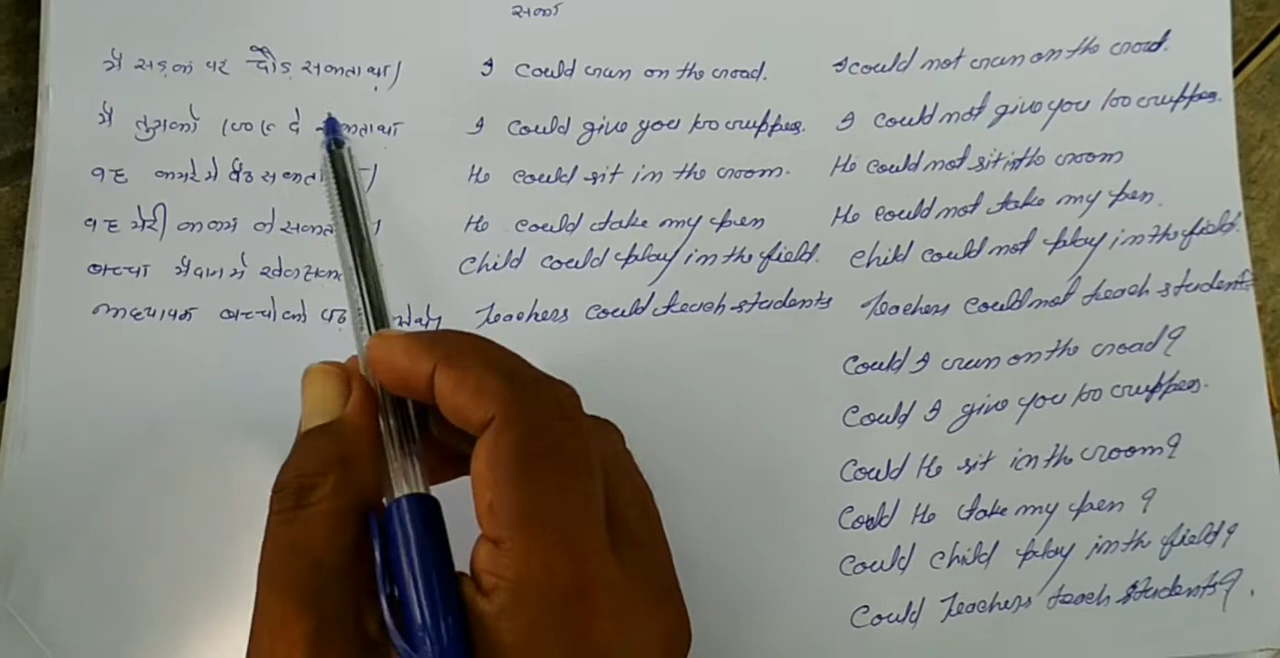 सका
मै सड़क पर दौड़ सकता था। I could run on the road. I could not run on the road.
मै तुमको 100 रु दे सकता था I could give you 100 ruppes. I could not give you 100 ruppes.
वह कमरे मे बैठ सकता He could sit in the room. He could not sit in the room
वह मेरी कलम ले सकता He could take my pen He could not take my pen.
बच्चा मैदान मे खेल सकता Child could play in the field. Child could not play in the field.
अध्यापक बच्चो को पढ़ Teachers could teach students Teachers could not teach students
Could I run on the road?
Could I give you 100 ruppes.
Could He sit in the room?
Could He take my pen ?
Could child play in the field?
Could Teachers teach students?.